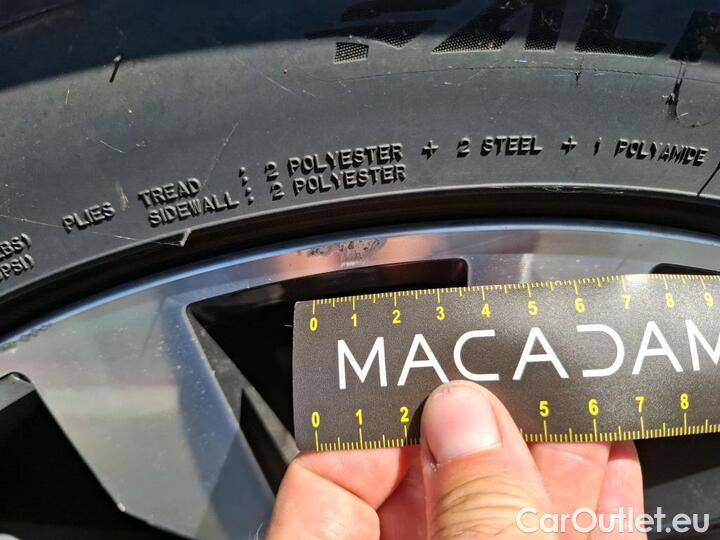 PLIES TREAD : 2 POLYESTER + 2 STEEL + 1 POLYAMIDE
SIDEWALL : 2 POLYESTER
0 1 2 3 4 5 6 7 8 9
MACADAM
0 1 2 5 6 7 8
CarOutlet.eu